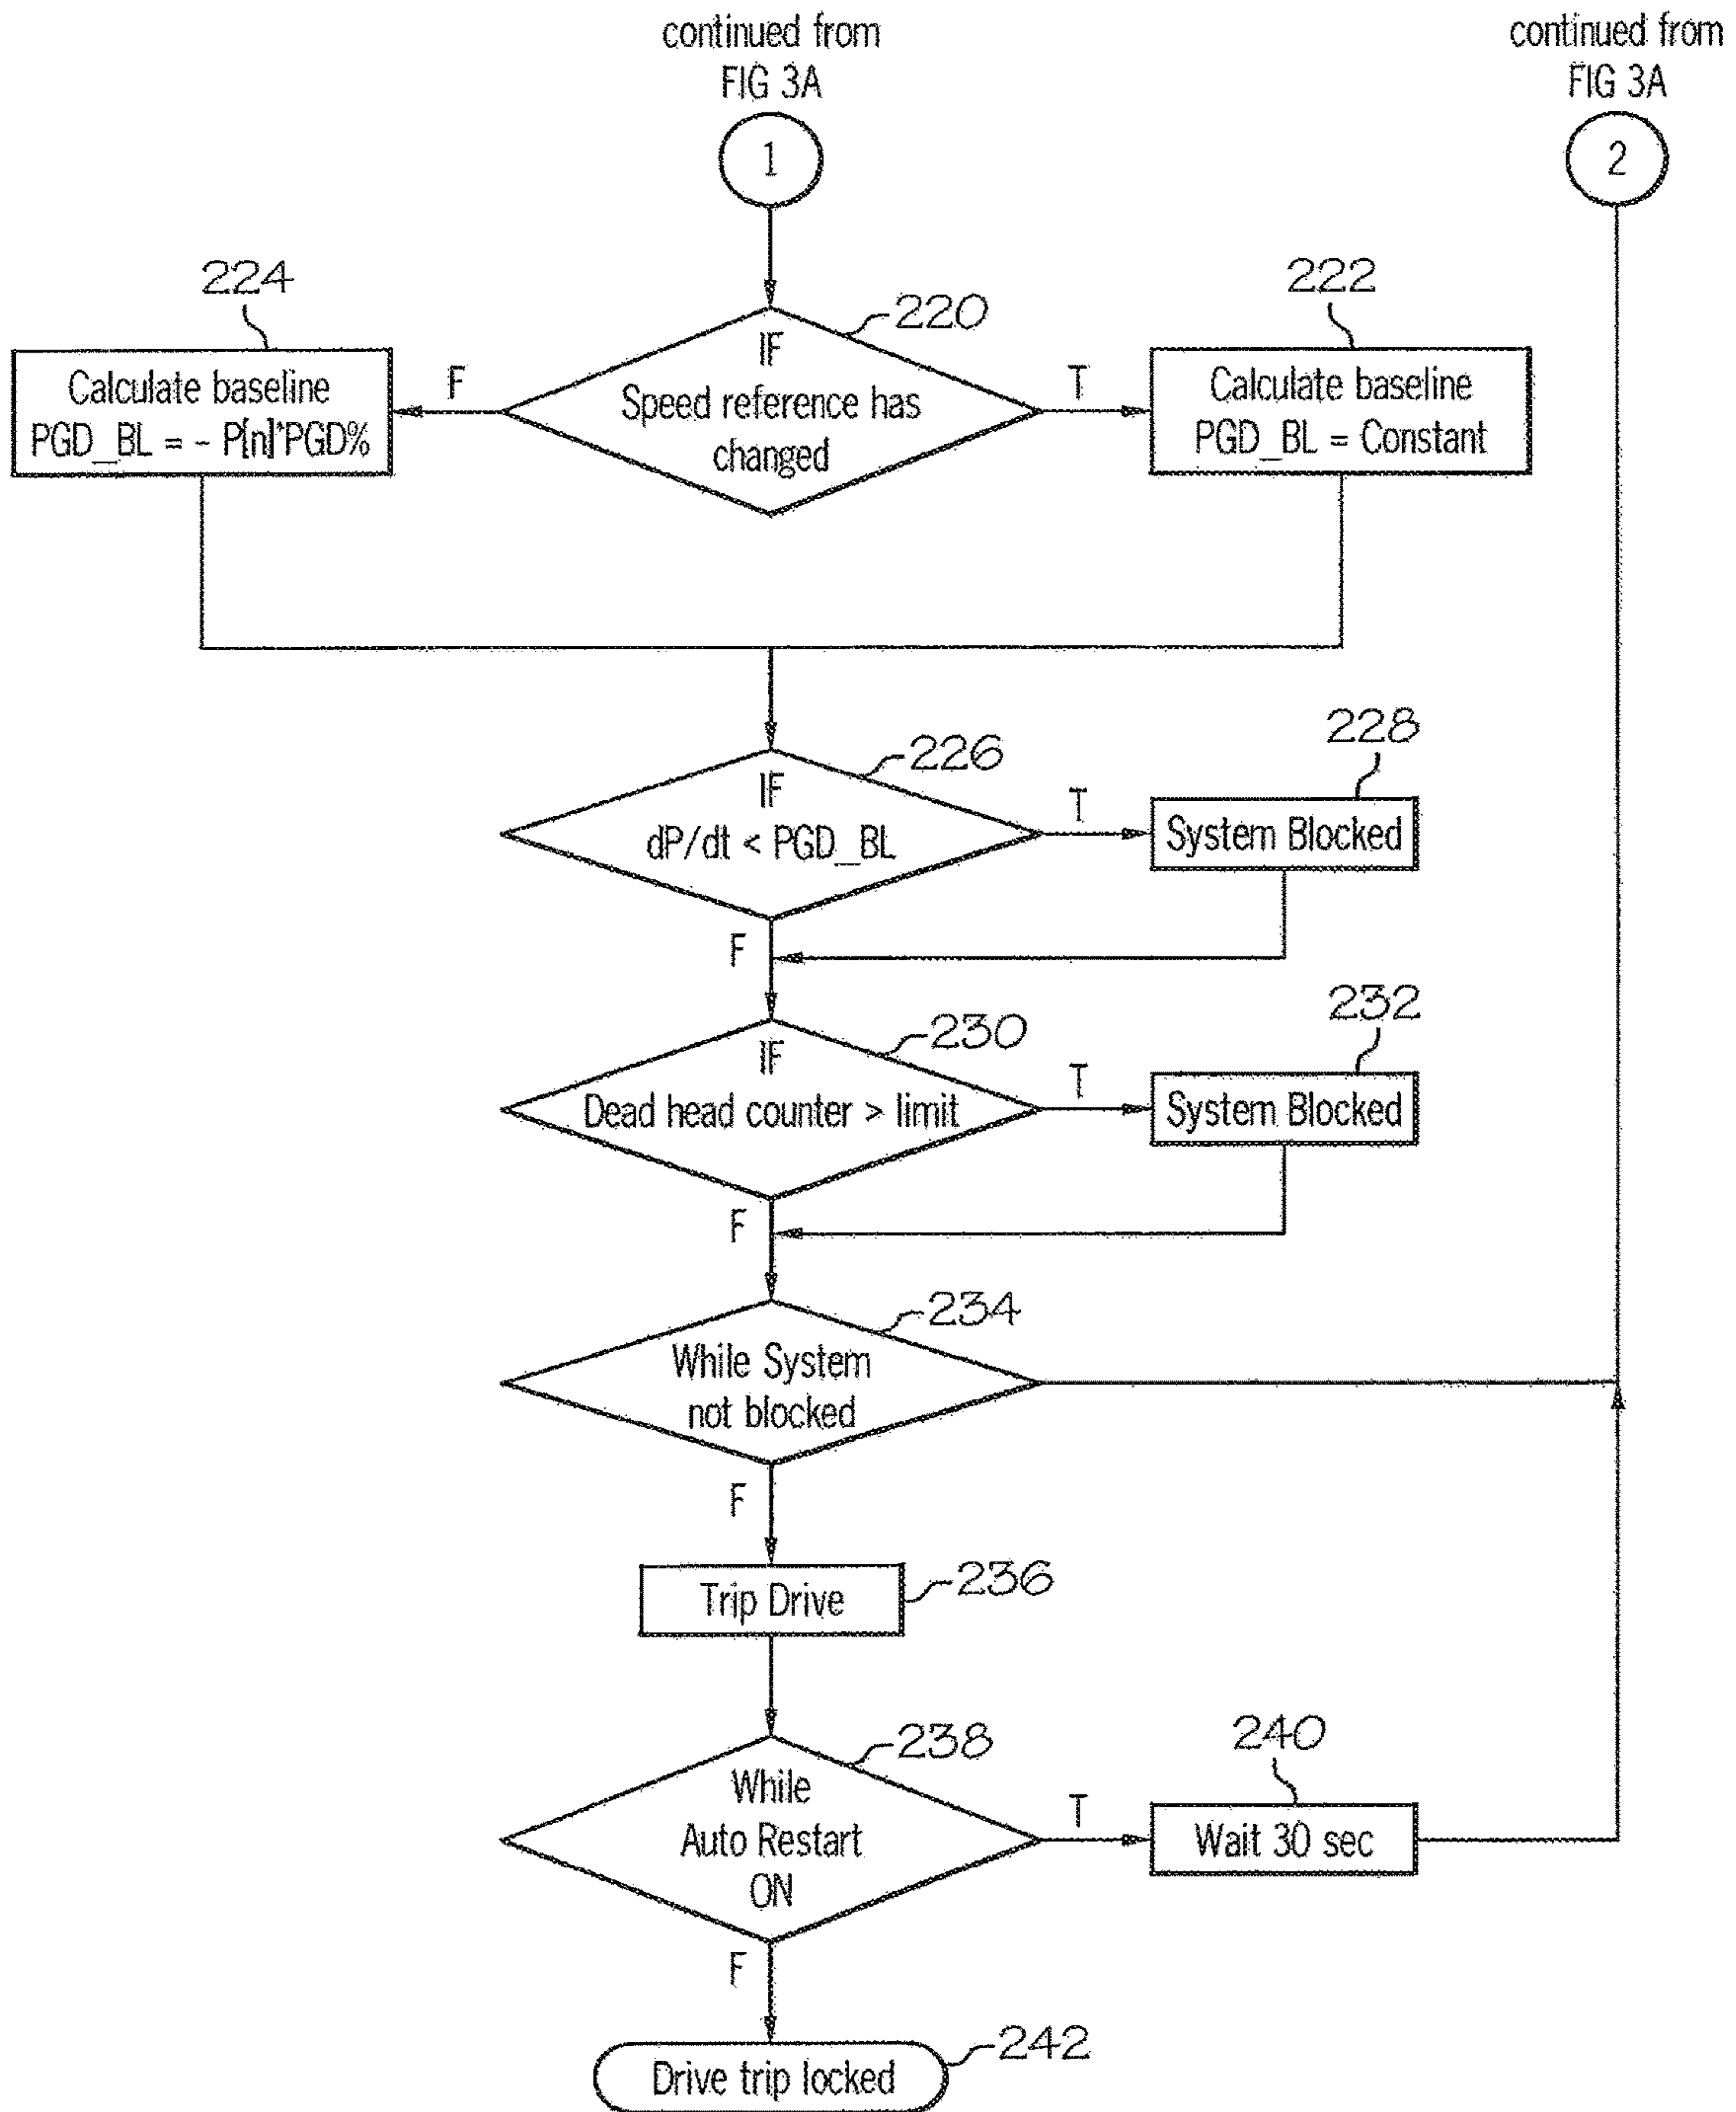 continued from
FIG 3A
1
continued from
FIG 3A
2
224
Calculate baseline
PGD_BL = - P[n]*PGD%
F
220
IF
Speed reference has
changed
T
222
Calculate baseline
PGD_BL = Constant
226
IF
dP/dt < PGD_BL
T
228
System Blocked
F
230
IF
Dead head counter > limit
T
232
System Blocked
F
234
While System
not blocked
F
Trip Drive
236
238
While
Auto Restart
ON
T
240
Wait 30 sec
F
242
Drive trip locked